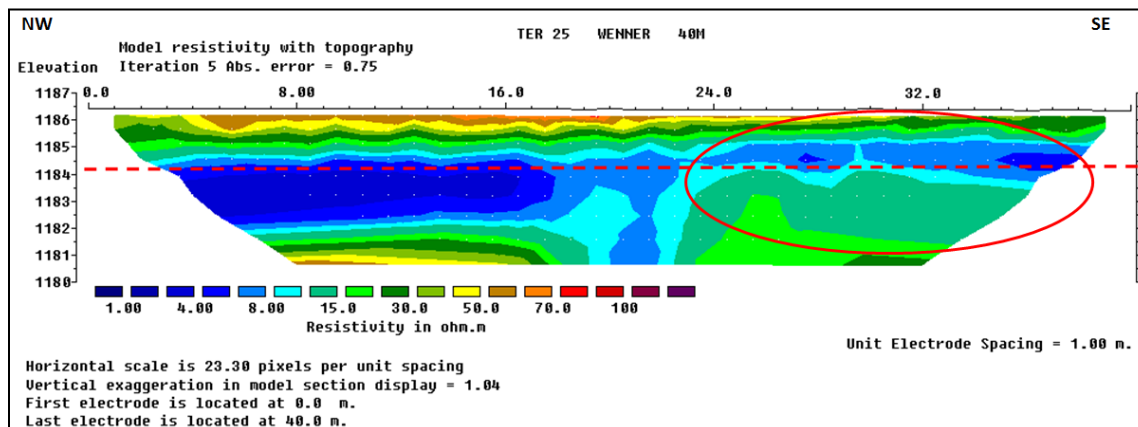 NW
SE
TER 25 WENNER 40M
Model resistivity with topography
Iteration 5 Abs. error = 0.75
Elevation
0.0 8.00 16.0 24.0 32.0
1187
1186
1185
1184
1183
1182
1181
1180
1.00 4.00 8.00 15.0 30.0 50.0 70.0 100
Resistivity in ohm.m
Unit Electrode Spacing = 1.00 m.
Horizontal scale is 23.30 pixels per unit spacing
Vertical exaggeration in model section display = 1.04
First electrode is located at 0.0 m.
Last electrode is located at 40.0 m.